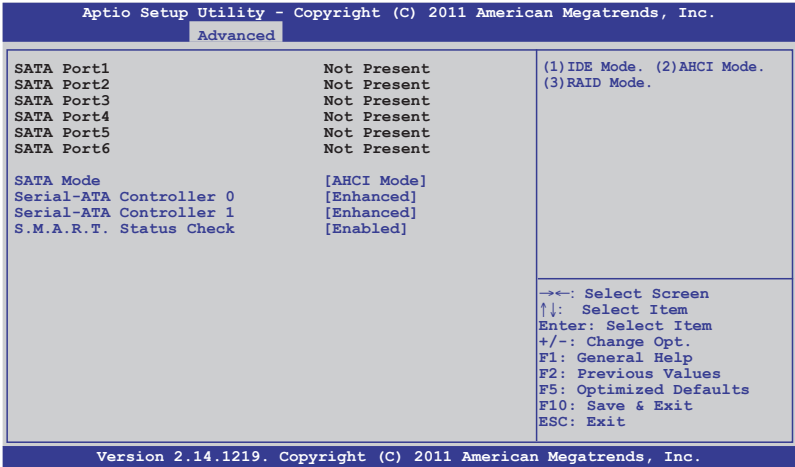 Aptio Setup Utility - Copyright (C) 2011 American Megatrends, Inc.
Advanced
SATA Port1 Not Present
SATA Port2 Not Present
SATA Port3 Not Present
SATA Port4 Not Present
SATA Port5 Not Present
SATA Port6 Not Present
SATA Mode [AHCI Mode]
Serial-ATA Controller 0 [Enhanced]
Serial-ATA Controller 1 [Enhanced]
S.M.A.R.T. Status Check [Enabled]
(1)IDE Mode. (2)AHCI Mode.
(3)RAID Mode.
→←: Select Screen
↑↓: Select Item
Enter: Select Item
+/-: Change Opt.
F1: General Help
F2: Previous Values
F5: Optimized Defaults
F10: Save & Exit
ESC: Exit
Version 2.14.1219. Copyright (C) 2011 American Megatrends, Inc.